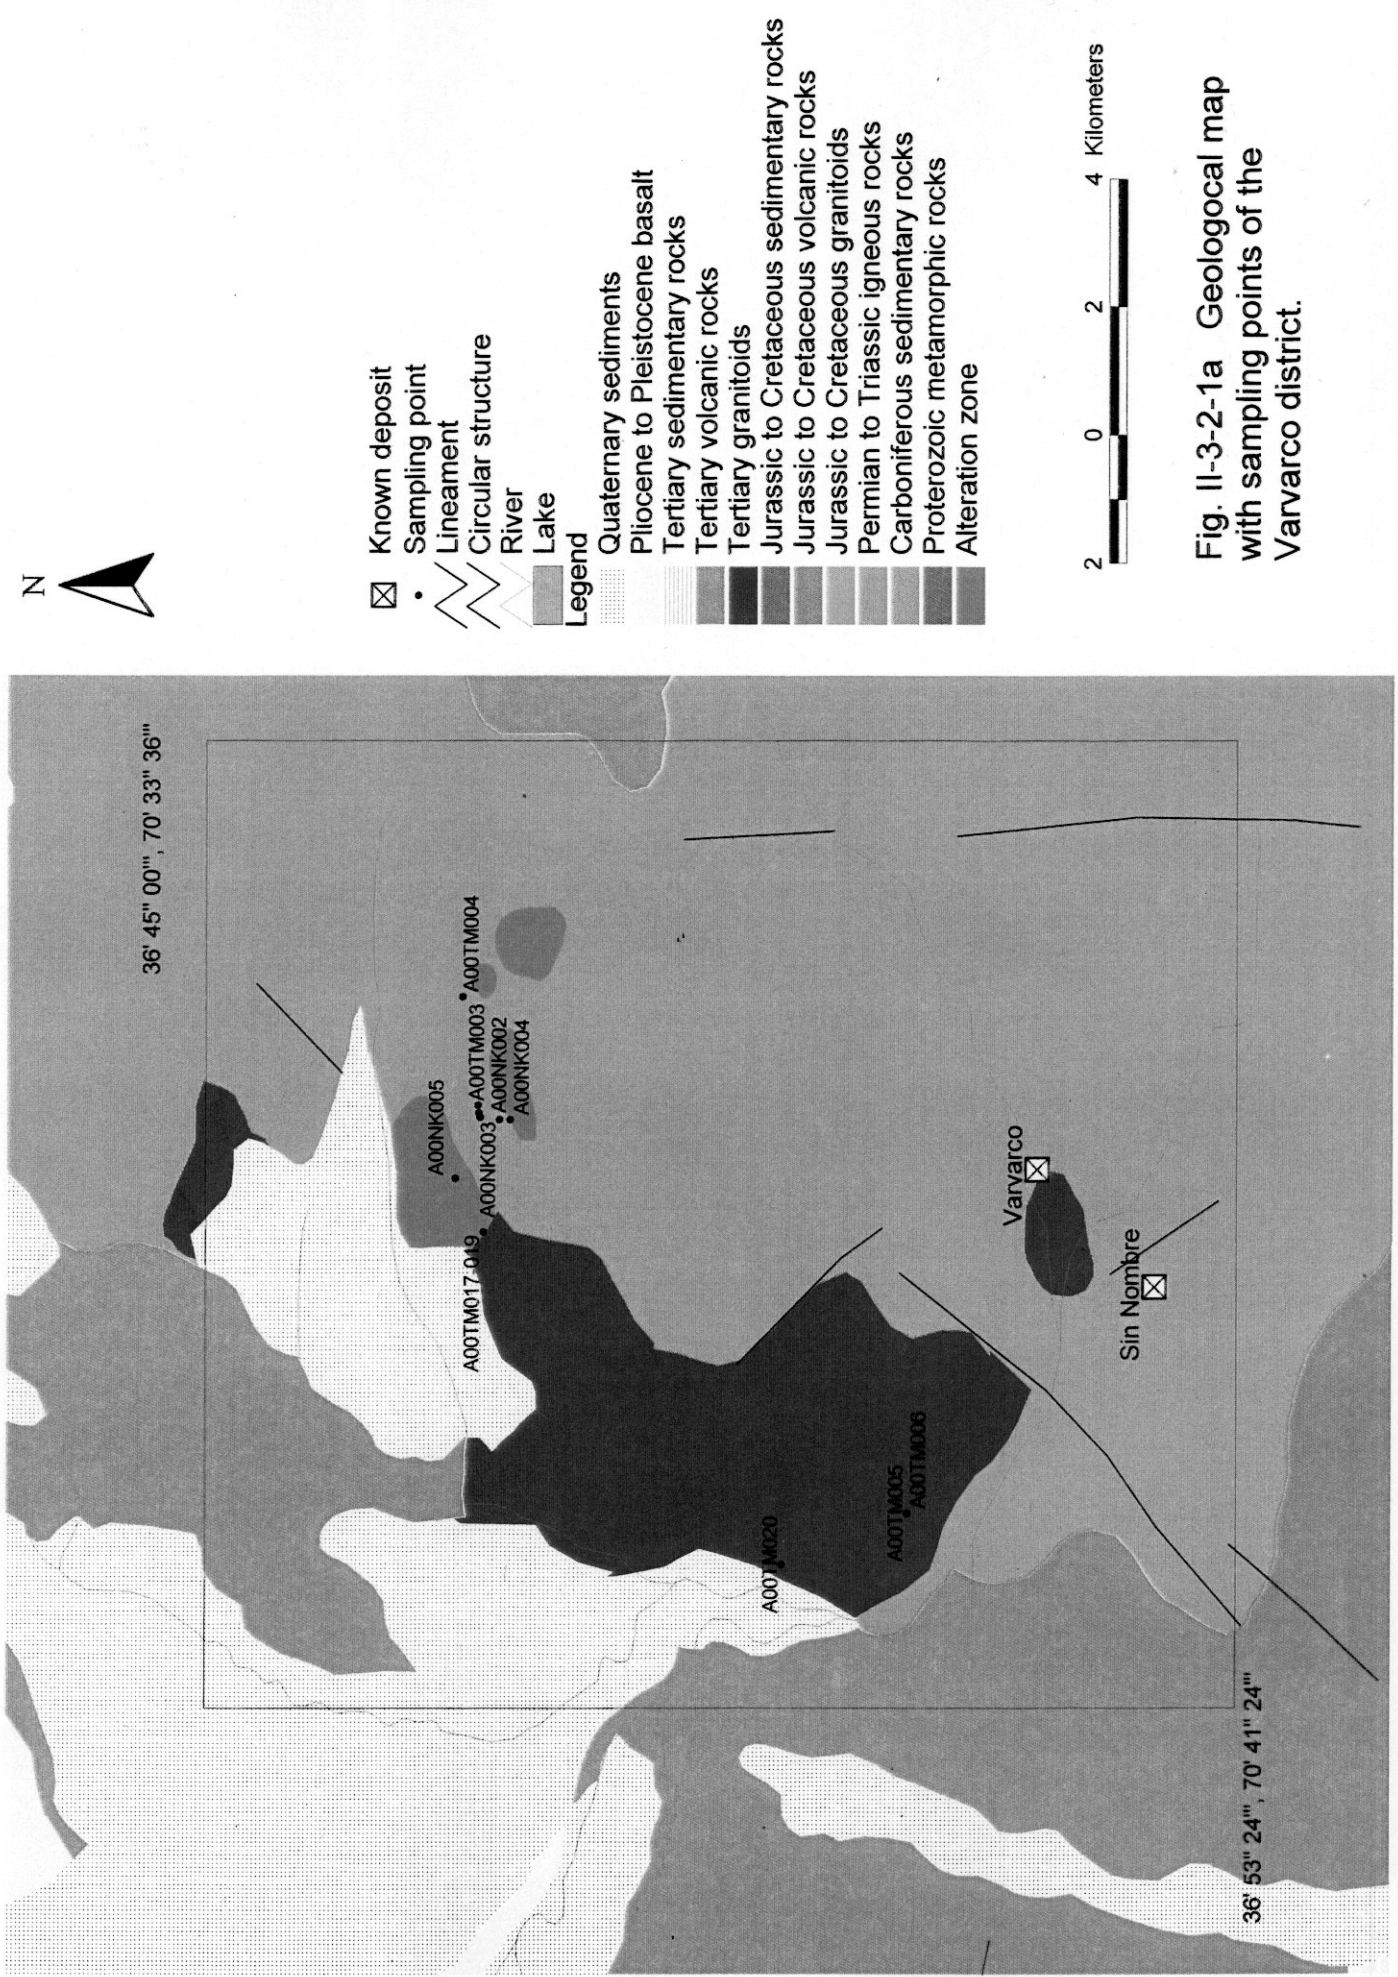 N
Known deposit
Sampling point
Lineament
Circular structure
River
Lake
Legend
Quaternary sediments
Pliocene to Pleistocene basalt
Tertiary sedimentary rocks
Tertiary volcanic rocks
Tertiary granitoids
Jurassic to Cretaceous sedimentary rocks
Jurassic to Cretaceous volcanic rocks
Jurassic to Cretaceous granitoids
Permian to Triassic igneous rocks
Carboniferous sedimentary rocks
Proterozoic metamorphic rocks
Alteration zone
2 0 2 4 Kilometers
Fig. II-3-2-1a Geologocal map
with sampling points of the
Varvarco district.
36' 45'' 00''', 70' 33'' 36'''
A00NK005
A00TM004
A00TM003
A00NK002
A00NK003
A00NK004
A00TM017-019
A00TM020
A00TM005
A00TM006
Varvarco
Sin Nombre
36' 53'' 24''', 70' 41'' 24'''